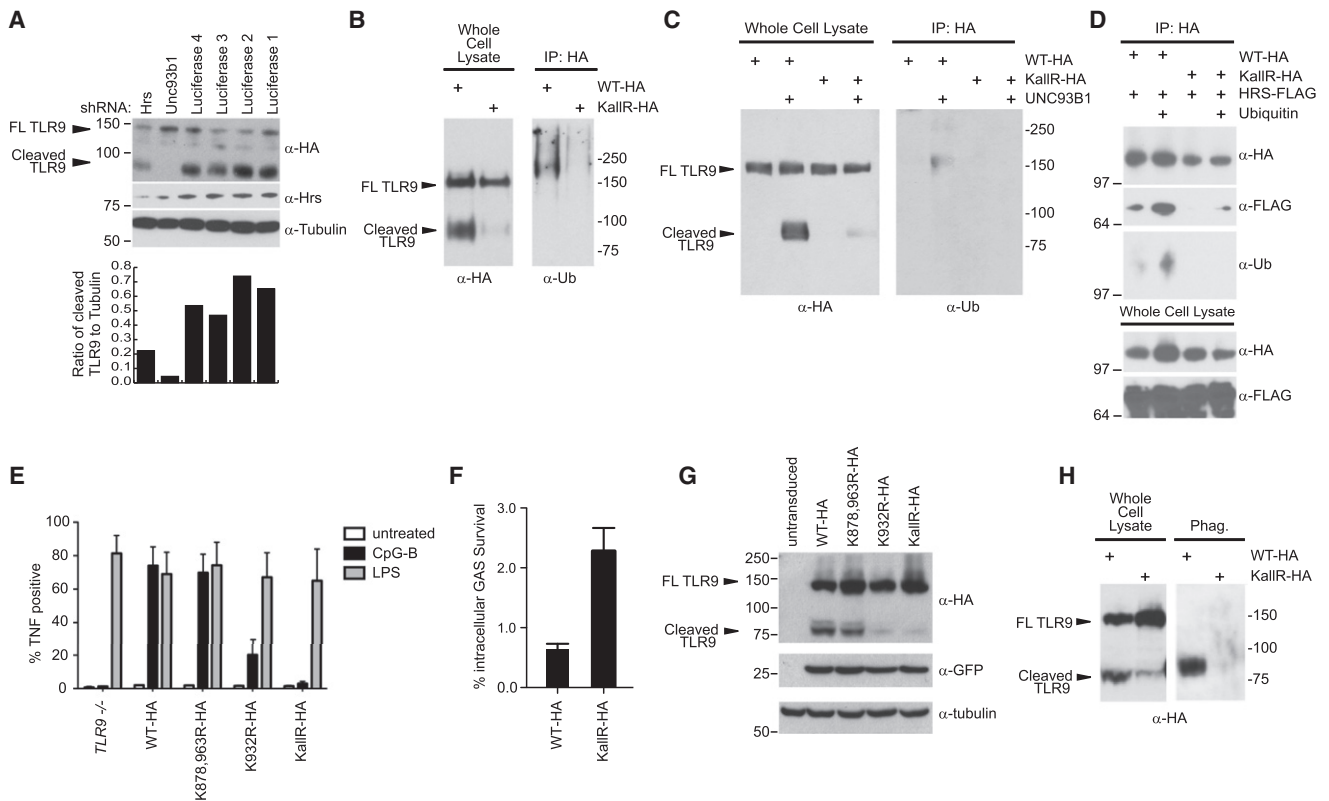 A
shRNA:
Hrs
Unc93b1
Luciferase 4
Luciferase 3
Luciferase 2
Luciferase 1
FL TLR9
Cleaved
TLR9
150
100
75
50
α-HA
α-Hrs
α-Tubulin
Ratio of cleaved
TLR9 to Tubulin
0.8
0.7
0.6
0.5
0.4
0.3
0.2
0.1
0.0
B
Whole
Cell
Lysate
IP: HA
+ + WT-HA
+ + KallR-HA
FL TLR9
Cleaved
TLR9
-250
-150
-100
-75
α-HA
α-Ub
C
Whole Cell Lysate
IP: HA
+ + + + WT-HA
+ + + + KallR-HA
+ + + + UNC93B1
FL TLR9
Cleaved
TLR9
-250
-150
-100
-75
α-HA
α-Ub
D
IP: HA
+ + WT-HA
+ + KallR-HA
+ + + + HRS-FLAG
+ + Ubiquitin
α-HA
97
α-FLAG
64
α-Ub
97
Whole Cell Lysate
α-HA
97
α-FLAG
64
E
% TNF positive
100
80
60
40
20
0
TLR9 -/-
WT-HA
K878,963R-HA
K932R-HA
KallR-HA
untreated
CpG-B
LPS
F
% intracellular GAS Survival
3.0
2.0
1.0
0.0
WT-HA
KallR-HA
G
untransduced
WT-HA
K878,963R-HA
K932R-HA
KallR-HA
FL TLR9
Cleaved
TLR9
250-
150-
100-
75-
25-
50-
α-HA
α-GFP
α-tubulin
H
Whole
Cell
Lysate
Phag.
+ + WT-HA
+ + KallR-HA
FL TLR9
Cleaved
TLR9
-150
-100
-75
α-HA